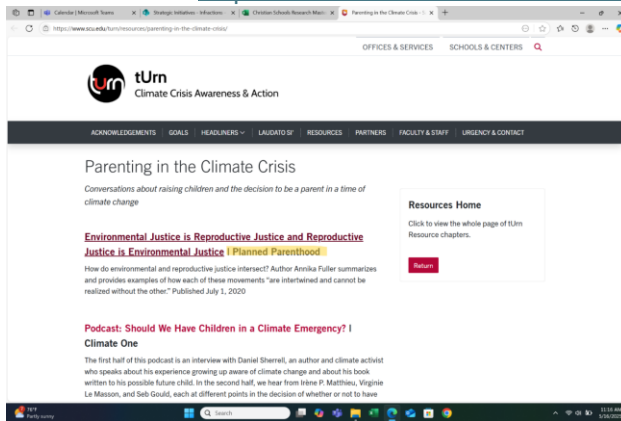 Calendar | Microsoft Teams
Strategic Initiatives - Infractions -
Christian Schools Research Macro
Parenting in the Climate Crisis - S
https://www.scu.edu/turn/resources/parenting-in-the-climate-crisis/
OFFICES & SERVICES SCHOOLS & CENTERS
tUrn
tUrn
Climate Crisis Awareness & Action
ACKNOWLEDGEMENTS GOALS HEADLINERS LAUDATO SI' RESOURCES PARTNERS FACULTY & STAFF URGENCY & CONTACT
Parenting in the Climate Crisis
Conversations about raising children and the decision to be a parent in a time of
climate change
Environmental Justice is Reproductive Justice and Reproductive
Justice is Environmental Justice | Planned Parenthood
How do environmental and reproductive justice intersect? Author Annika Fuller summarizes
and provides examples of how each of these movements "are intertwined and cannot be
realized without the other." Published July 1, 2020
Podcast: Should We Have Children in a Climate Emergency? |
Climate One
The first half of this podcast is an interview with Daniel Sherrell, an author and climate activist
who speaks about his experience growing up aware of climate change and about his book
written to his possible future child. In the second half, we hear from Irène P. Matthieu, Virginie
Le Masson, and Seb Gould, each at different points in the decision of whether or not to have
Resources Home
Click to view the whole page of tUrn
Resource chapters.
Return
Partly sunny
Search
11:16 AM